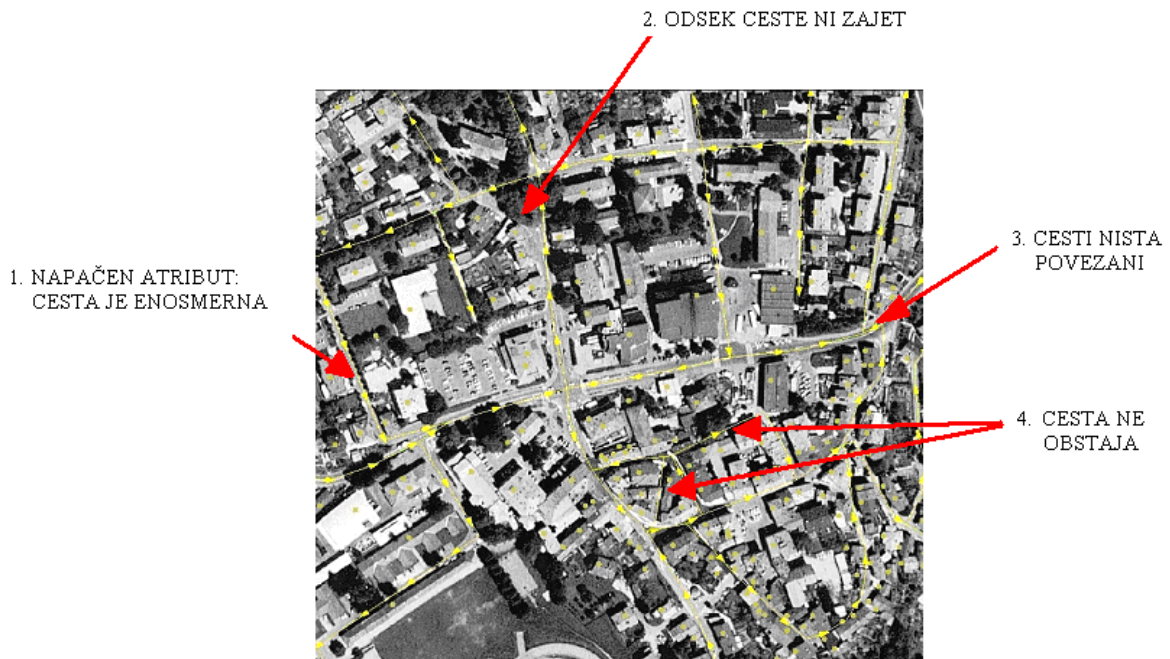 2. ODSEK CESTE NI ZAJET
1. NAPAČEN ATRIBUT:
CESTA JE ENOSMERNA
3. CESTI NISTA
POVEZANI
4. CESTA NE
OBSTAJA